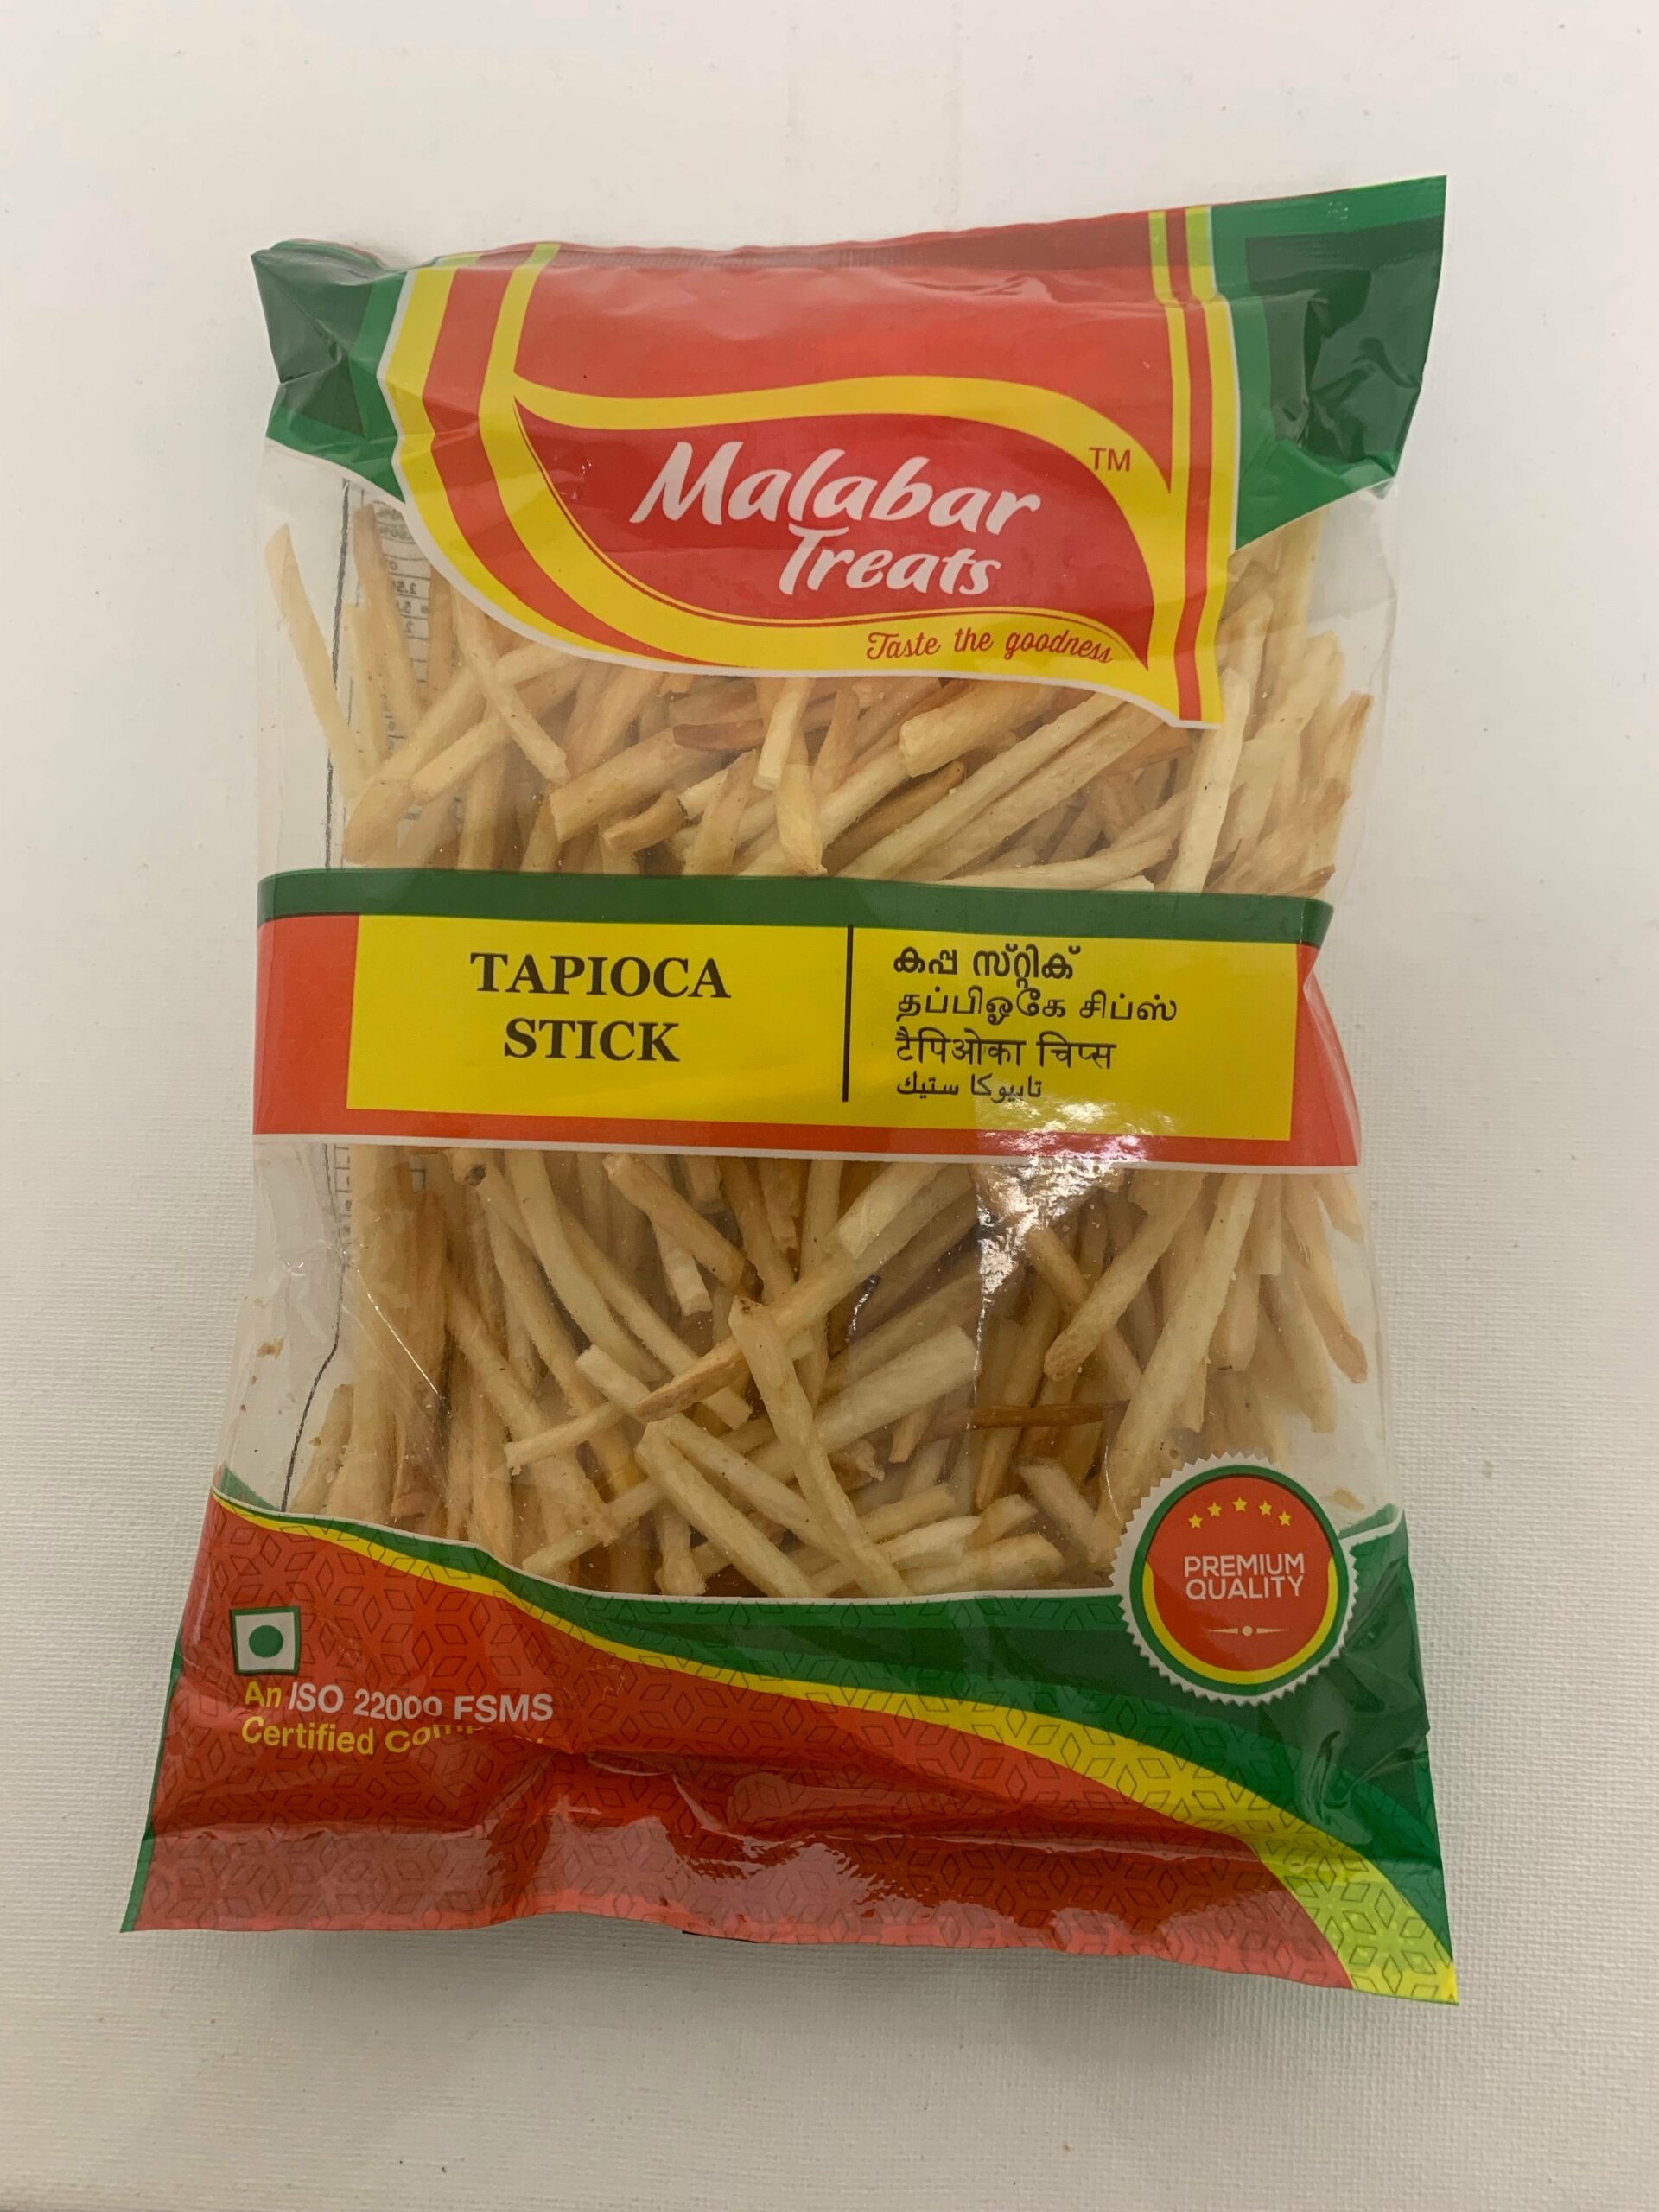 Malabar
Treats
TM
Taste the goodness
TAPIOCA
STICK
കപ്പ സ്റ്റിക്
தப்பிஓகே சிப்ஸ்
टैपिओका चिप्स
تابيوكا ستيك
PREMIUM
QUALITY
An ISO 22000 FSMS
Certified